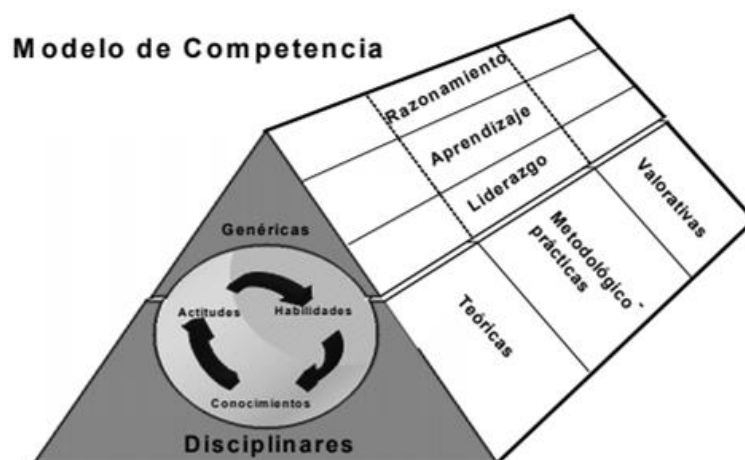 Modelo de Competencia
Razonamiento
Aprendizaje
Liderazgo
Genéricas
Valorativas
Metodológico -
prácticas
Teóricas
Actitudes
Habilidades
Conocimientos
Disciplinares